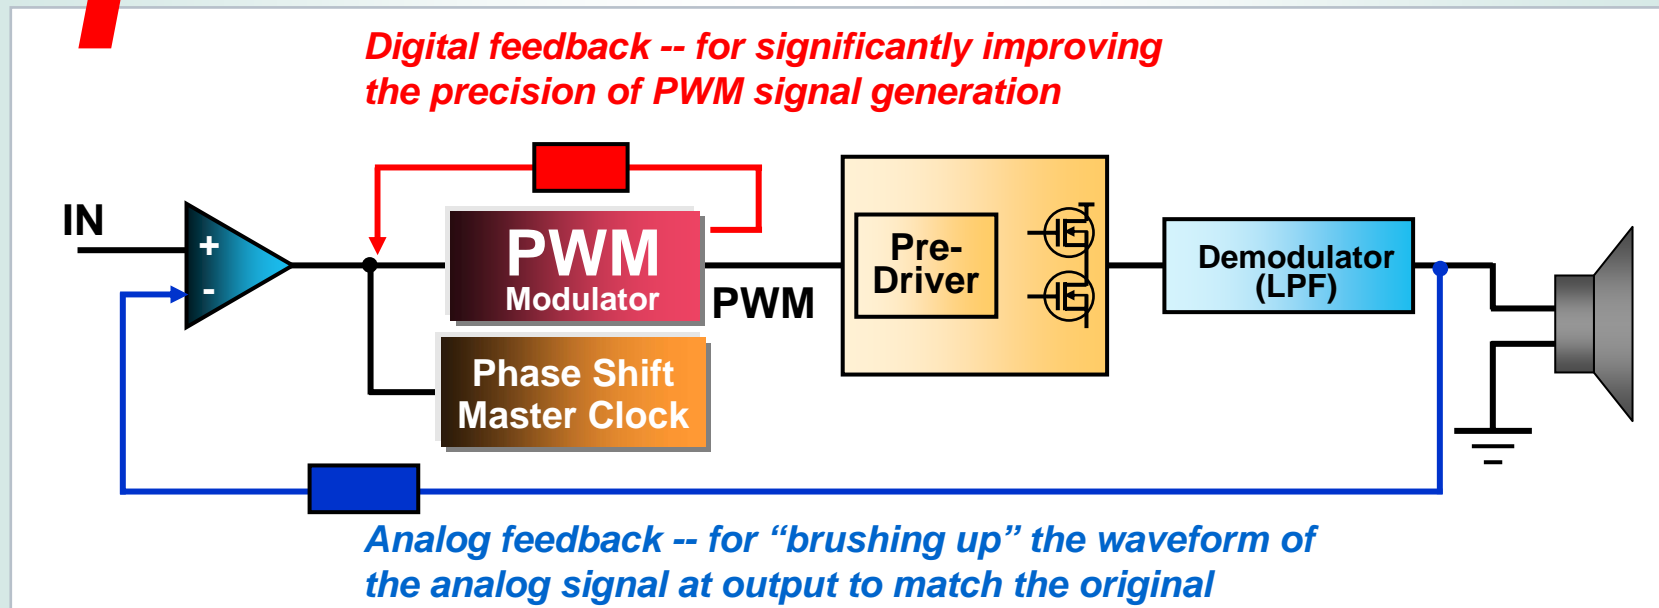 Digital feedback -- for significantly improving
the precision of PWM signal generation
IN
+
-
PWM
Modulator
PWM
Pre-
Driver
Demodulator
(LPF)
Phase Shift
Master Clock
Analog feedback -- for “brushing up” the waveform of
the analog signal at output to match the original